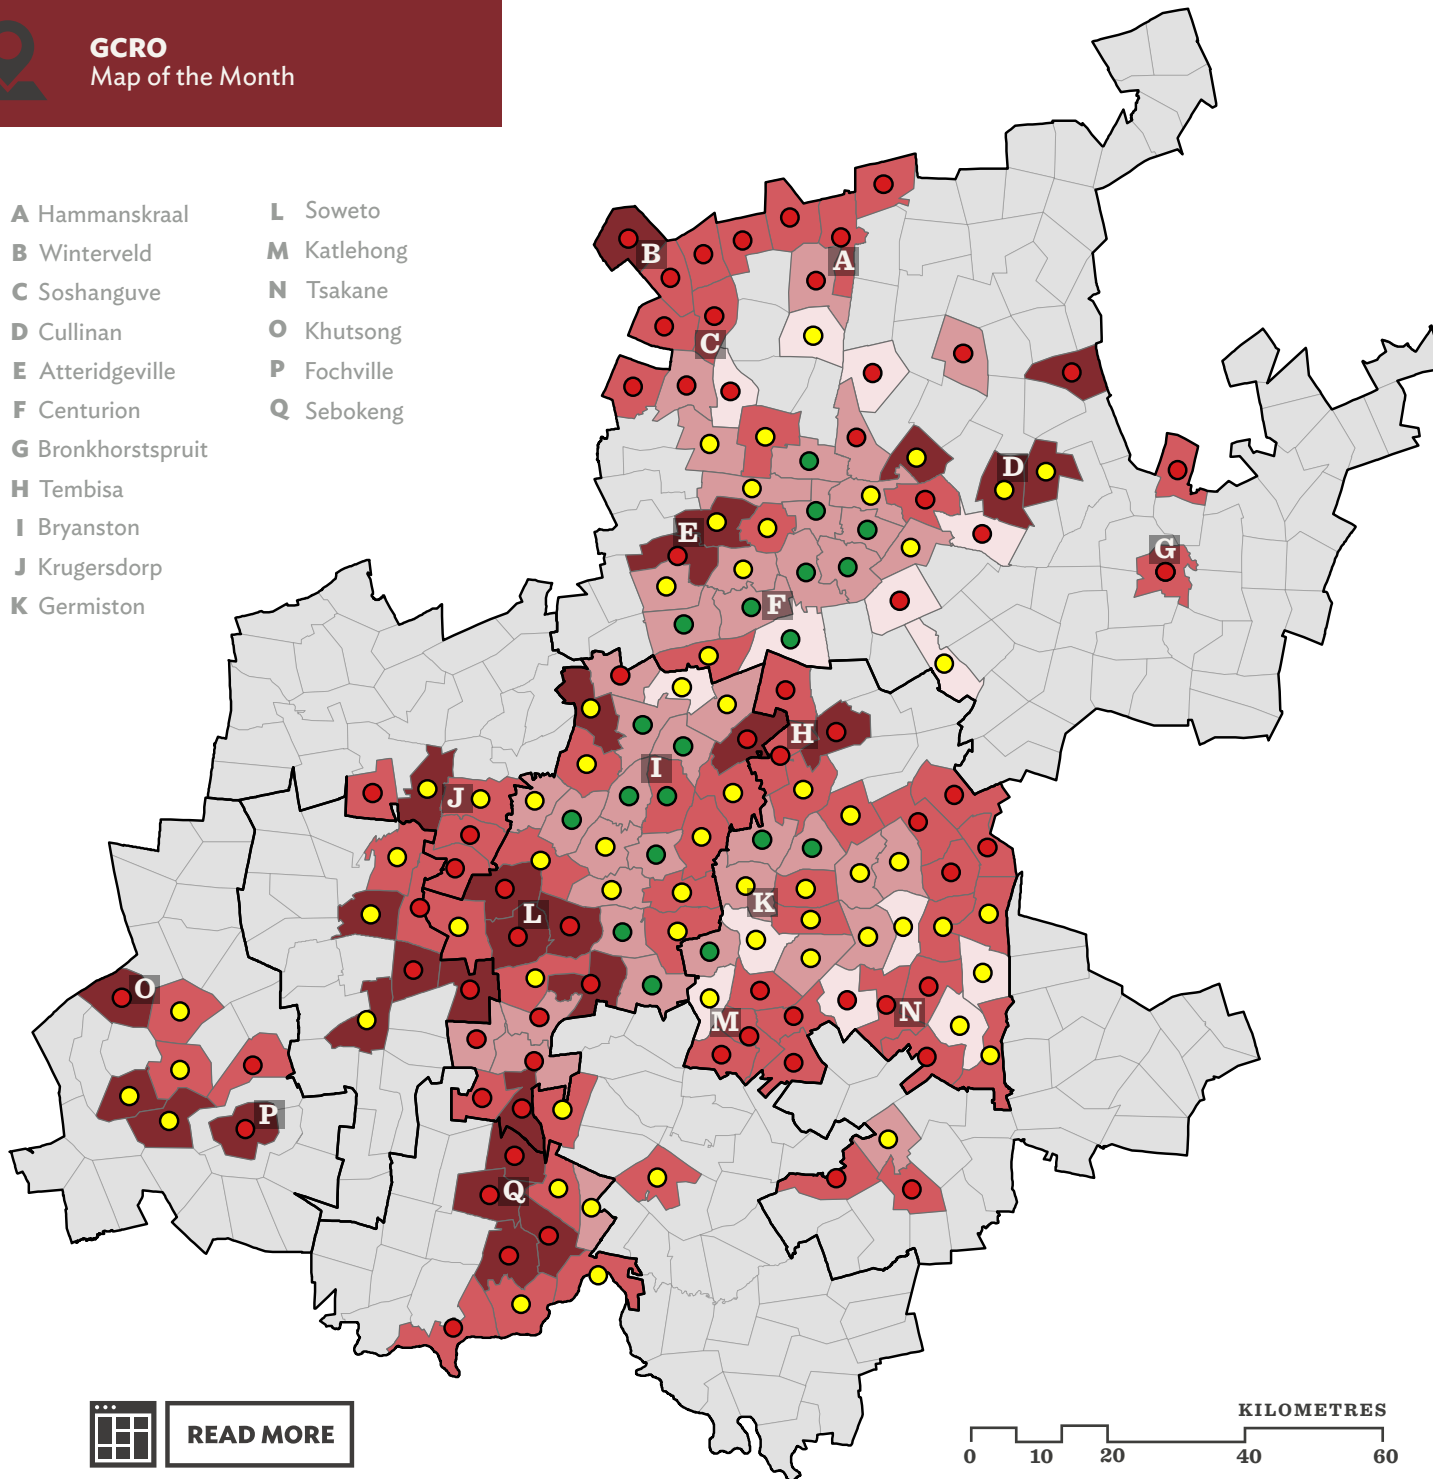 GCRO
Map of the Month
A Hammanskraal
B Winterveld
C Soshanguve
D Cullinan
E Atteridgeville
F Centurion
G Bronkhorstspruit
H Tembisa
I Bryanston
J Krugersdorp
K Germiston
L Soweto
M Katlehong
N Tsakane
O Khutsong
P Fochville
Q Sebokeng
B
A
C
D
E
G
F
H
I
J
K
L
O
N
M
P
Q
READ MORE
KILOMETRES
0 10 20 40 60